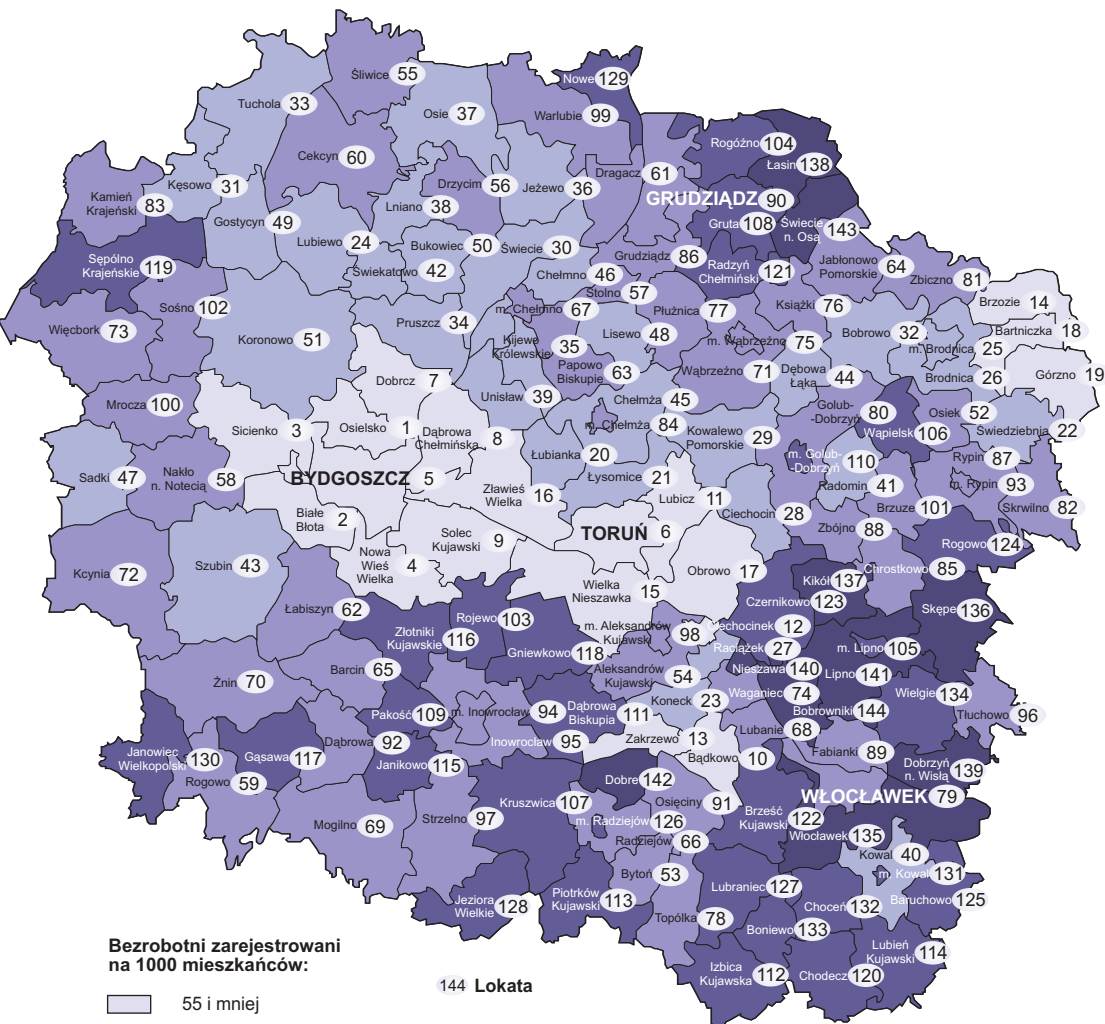 Śliwice 55
Nowe 129
Tuchola 33
Osie 37
Warlubie 99
Cekcyn 60
Rogóźno 104
Łasin 138
Dragacz 61
Kęsowo 31
Drzycim 56
Jeżewo 36
Kamień
Krajeński 83
GRUDZIĄDZ 90
Lniano 38
Gostycyn 49
Gruta 108
Świecie
n. Osą 143
Lubiewo 24
Bukowiec 50
Świecie 30
Grudziądz 86
Sępólno
Krajeńskie 119
Świekatowo 42
Chełmno 46
Radzyń
Chełmiński 121
Jabłonowo
Pomorskie 64
Zbiczno 81
Stolno 57
Sośno 102
m. Chełmno 67
Płużnica 77
Książki 76
Brzozie 14
Więcbork 73
Pruszcz 34
Lisewo 48
Bobrowo 32
Bartniczka 18
Koronowo 51
Kijewo
Królewskie 35
m. Wąbrzeźno 75
m. Brodnica 25
Papowo
Biskupie 63
Wąbrzeźno 71
Dębowa
Łąka 44
Brodnica 26
Górzno 19
Dobrcz 7
Unisław 39
Chełmża 45
Mrocza 100
Golub-
Dobrzyń 80
Osiek 52
Sicienko 3
Osielsko 1
Dąbrowa
Chełmińska 8
m. Chełmża 84
Kowalewo
Pomorskie 29
Wąpielsk 106
Świedziebnia 22
Łubianka 20
m. Golub-
-Dobrzyń 110
Rypin 87
Sadki 47
Nakło
n. Notecią 58
BYDGOSZCZ 5
Łysomice 21
Radomin 41
m. Rypin 93
Zławieś
Wielka 16
Lubicz 11
Ciechocin 28
Brzuze 101
Skrwilno 82
Białe
Błota 2
Solec
Kujawski 9
TORUŃ 6
Zbójno 88
Rogowo 124
Kcynia 72
Szubin 43
Nowa
Wieś
Wielka 4
Obrowo 17
Chrostkowo 85
Wielka
Nieszawka 15
Kikół 137
Czernikowo 123
Skępe 136
Łabiszyn 62
Rojewo 103
Złotniki
Kujawskie 116
m. Aleksandrów
Kujawski 98
Ciechocinek 12
Gniewkowo 118
Raciążek 27
m. Lipno 105
Barcin 65
Aleksandrów
Kujawski 54
Nieszawa 140
Lipno 141
Żnin 70
Waganiec 74
Wielgie 134
Koneck 23
Bobrowniki 144
Pakość 109
m. Inowrocław 94
Dąbrowa
Biskupia 111
Tłuchowo 96
Lubanie 68
Dąbrowa 92
Inowrocław 95
Zakrzewo 13
Fabianki 89
Janowiec
Wielkopolski 130
Gąsawa 117
Bądkowo 10
Janikowo 115
Dobrzyń
n. Wisłą 139
Rogowo 59
Dobre 142
WŁOCŁAWEK 79
Kruszwica 107
Osięciny 91
Mogilno 69
Strzelno 97
m. Radziejów 126
Brześć
Kujawski 122
Włocławek 135
Radziejów 66
Kowal 40
Bytoń 53
m. Kowal 131
Jeziora
Wielkie 128
Piotrków
Kujawski 113
Lubraniec 127
Choceń 132
Baruchowo 125
Topólka 78
Boniewo 133
Lubień
Kujawski 114
Izbica
Kujawska 112
Chodecz 120
Bezrobotni zarejestrowani
na 1000 mieszkańców:
144 Lokata
55 i mniej